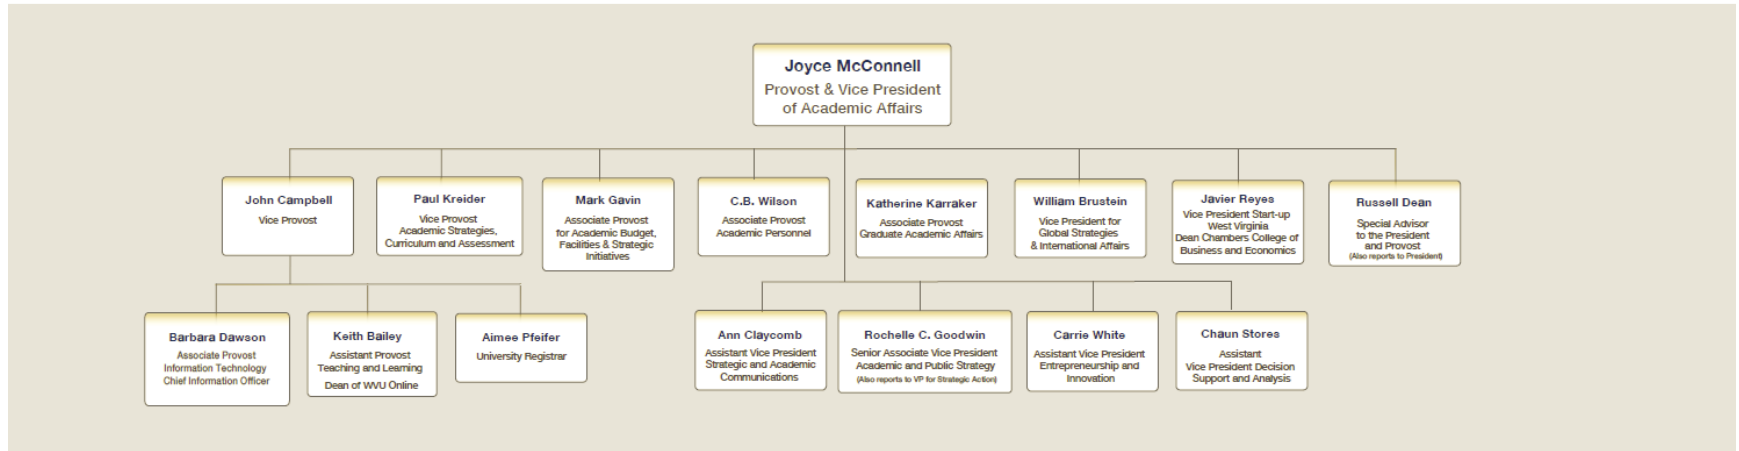 Joyce McConnell
Provost & Vice President
of Academic Affairs
John Campbell
Vice Provost
Paul Kreider
Vice Provost
Academic Strategies,
Curriculum and Assessment
Mark Gavin
Associate Provost
for Academic Budget,
Facilities & Strategic
Initiatives
C.B. Wilson
Associate Provost
Academic Personnel
Katherine Karraker
Associate Provost
Graduate Academic Affairs
William Brustein
Vice President for
Global Strategies
& International Affairs
Javier Reyes
Vice President Start-up
West Virginia
Dean Chambers College of
Business and Economics
Russell Dean
Special Advisor
to the President
and Provost
(Also reports to President)
Barbara Dawson
Associate Provost
Information Technology
Chief Information Officer
Keith Bailey
Assistant Provost
Teaching and Learning
Dean of WVU Online
Aimee Pfeifer
University Registrar
Ann Claycomb
Assistant Vice President
Strategic and Academic
Communications
Rochelle C. Goodwin
Senior Associate Vice President
Academic and Public Strategy
(Also reports to VP for Strategic Action)
Carrie White
Assistant Vice President
Entrepreneurship and
Innovation
Chaun Stores
Assistant
Vice President Decision
Support and Analysis